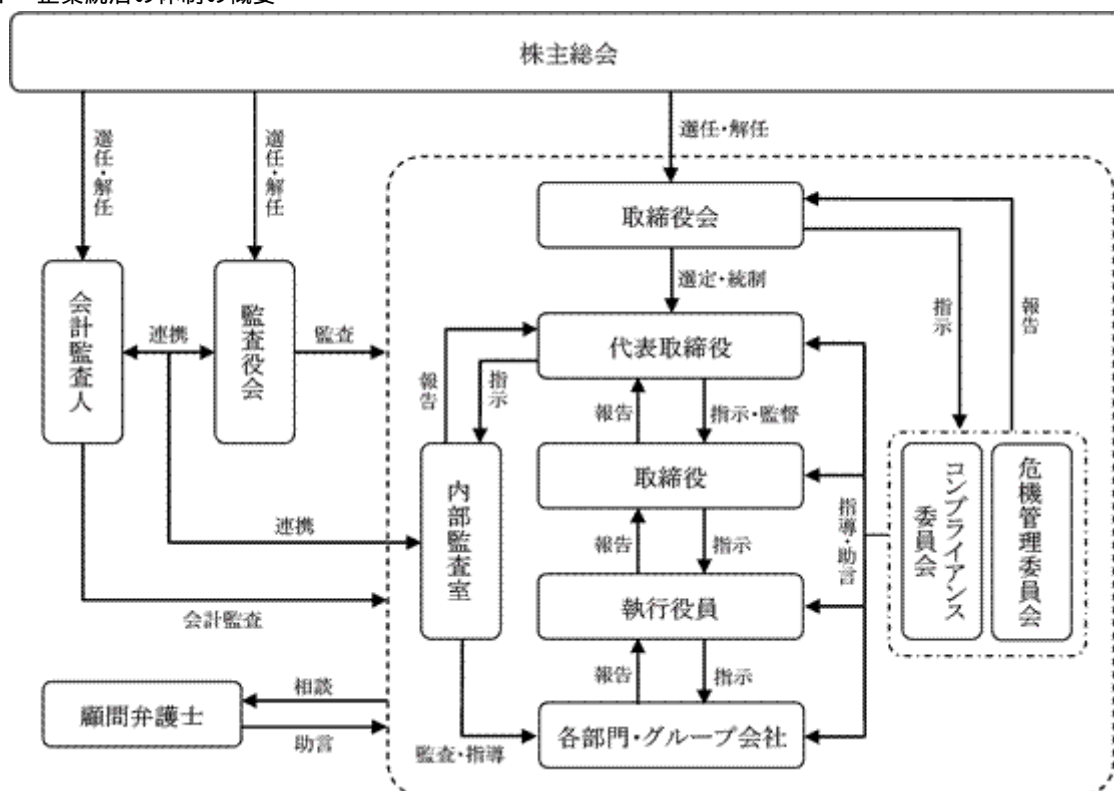 企業統治の体制の概要
株主総会
選任・解任
選任・解任
選任・解任
取締役会
選定・統制
指示
報告
会計監査人
連携
監査役会
監査
代表取締役
報告
指示
報告
指示・監督
内部監査室
取締役
連携
報告
指示
指導・助言
コンプライアンス
委員会
危機管理委員会
会計監査
執行役員
報告
指示
顧問弁護士
相談
助言
監査・指導
各部門・グループ会社